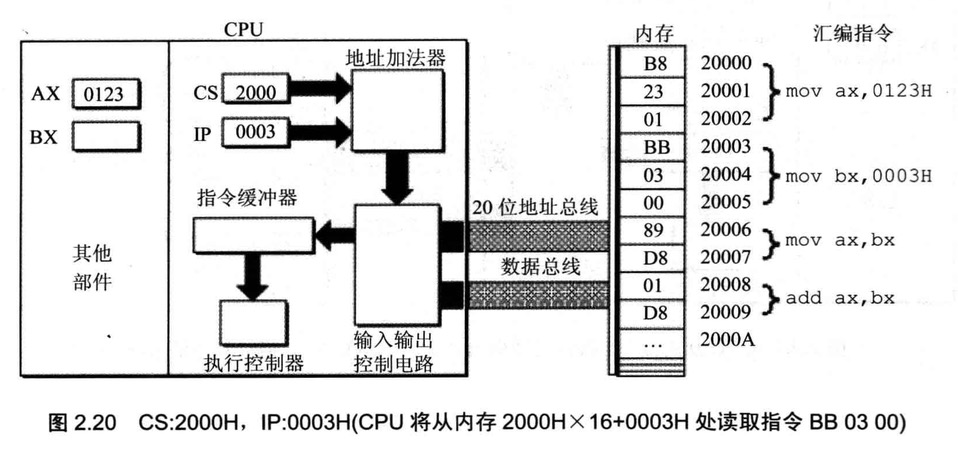 CPU
内存
汇编指令
地址加法器
AX
0123
BX
CS
2000
IP
0003
指令缓冲器
其他
部件
20位地址总线
数据总线
执行控制器
输入输出
控制电路
B8
20000
23
20001
mov ax,0123H
01
20002
BB
20003
03
20004
mov bx,0003H
00
20005
89
20006
mov ax,bx
D8
20007
01
20008
add ax,bx
D8
20009
…
2000A
图 2.20 CS:2000H，IP:0003H(CPU 将从内存 2000H×16+0003H 处读取指令 BB 03 00)